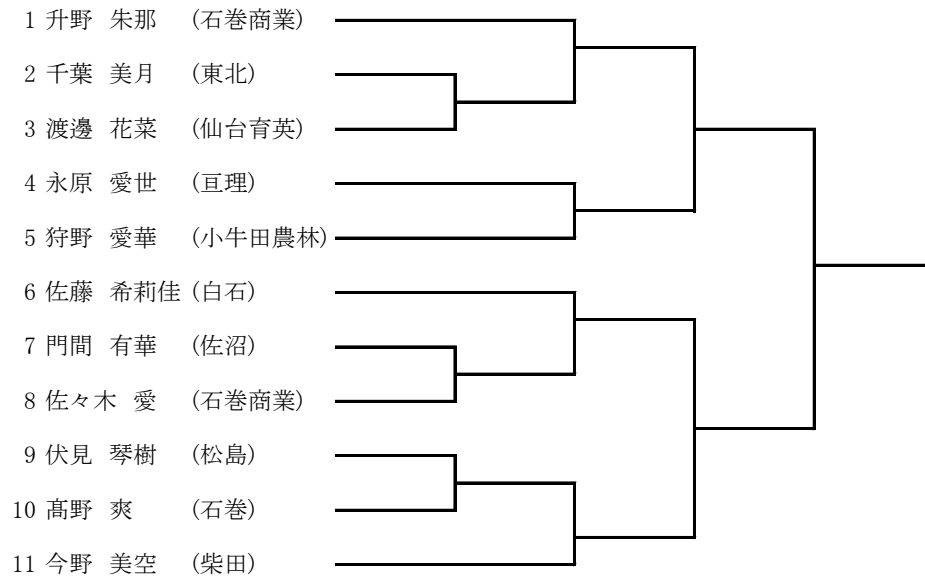 1 升野 朱那 (石巻商業)
2 千葉 美月 (東北)
3 渡邊 花菜 (仙台育英)
4 永原 愛世 (亘理)
5 狩野 愛華 (小牛田農林)
6 佐藤 希莉佳 (白石)
7 門間 有華 (佐沼)
8 佐々木 愛 (石巻商業)
9 伏見 琴樹 (松島)
10 髙野 爽 (石巻)
11 今野 美空 (柴田)